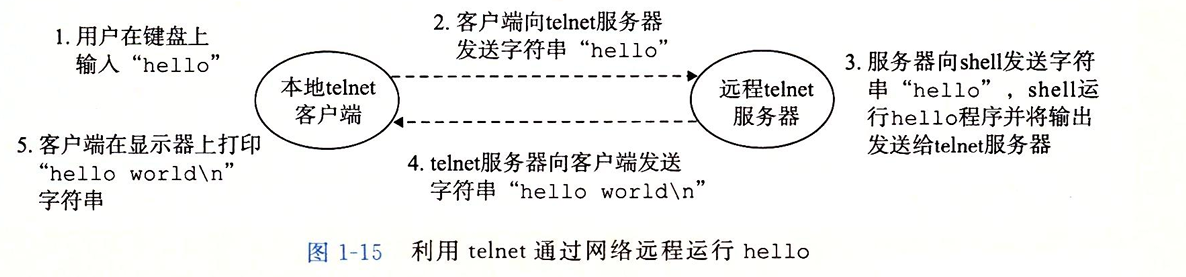 1. 用户在键盘上
输入“hello”
2. 客户端向telnet服务器
发送字符串“hello”
本地telnet
客户端
远程telnet
服务器
3. 服务器向shell发送字符
串“hello”，shell运
行hello程序并将输出
发送给telnet服务器
4. telnet服务器向客户端发送
字符串“hello world\n”
5. 客户端在显示器上打印
“hello world\n”
字符串
图 1-15 利用 telnet 通过网络远程运行 hello